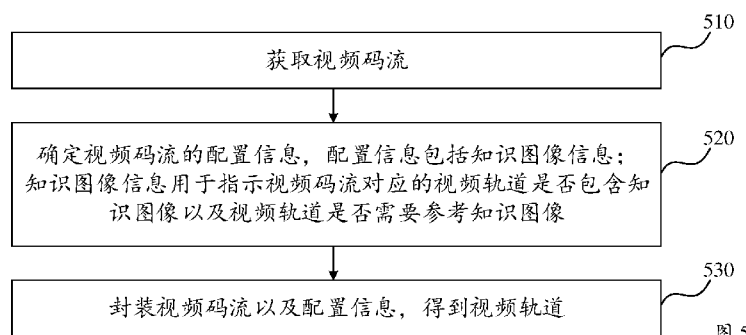 510
获取视频码流
520
确定视频码流的配置信息，配置信息包括知识图像信息；
知识图像信息用于指示视频码流对应的视频轨道是否包含知
识图像以及视频轨道是否需要参考知识图像
530
封装视频码流以及配置信息，得到视频轨道
图 5